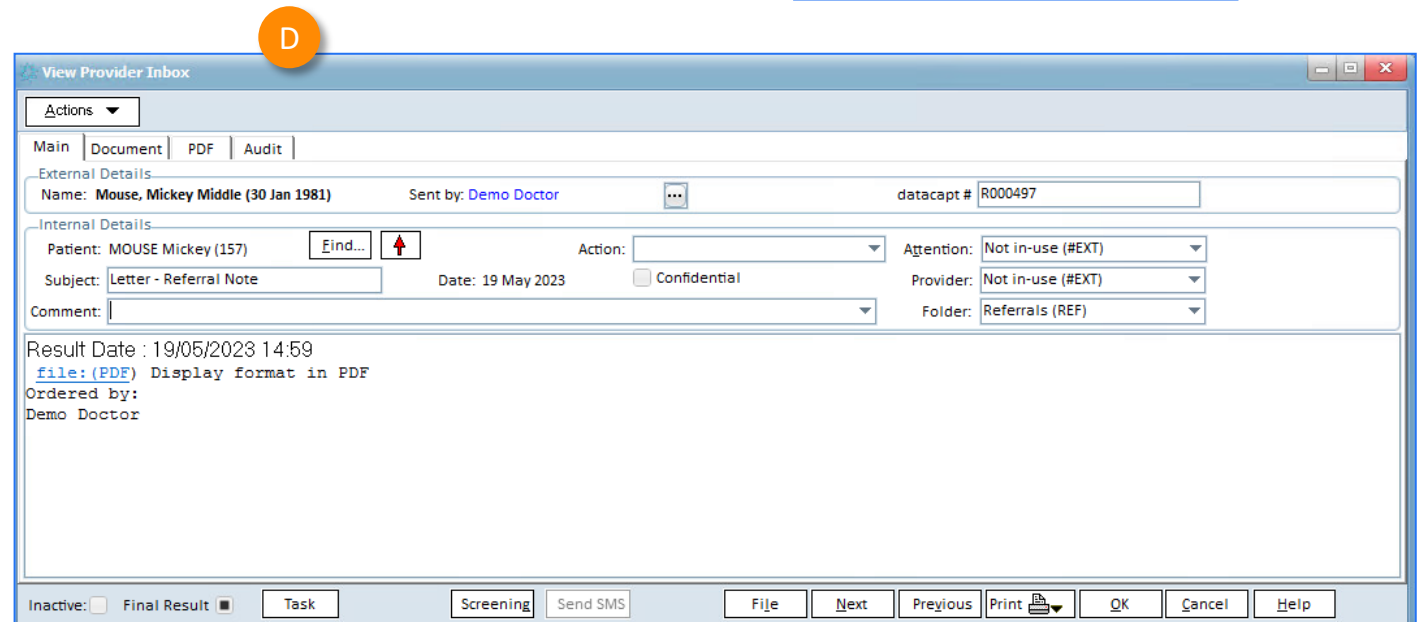 D
View Provider Inbox
Actions
Main Document PDF Audit
External Details
Name: Mouse, Mickey Middle (30 Jan 1981) Sent by: Demo Doctor ... datacapt # R000497
Internal Details
Patient: MOUSE Mickey (157) Find... Action: Attention: Not in-use (#EXT)
Subject: Letter - Referral Note Date: 19 May 2023 Confidential Provider: Not in-use (#EXT)
Comment: Folder: Referrals (REF)
Result Date : 19/05/2023 14:59
file:(PDF) Display format in PDF
Ordered by:
Demo Doctor
Inactive: Final Result Task Screening Send SMS File Next Previous Print OK Cancel Help